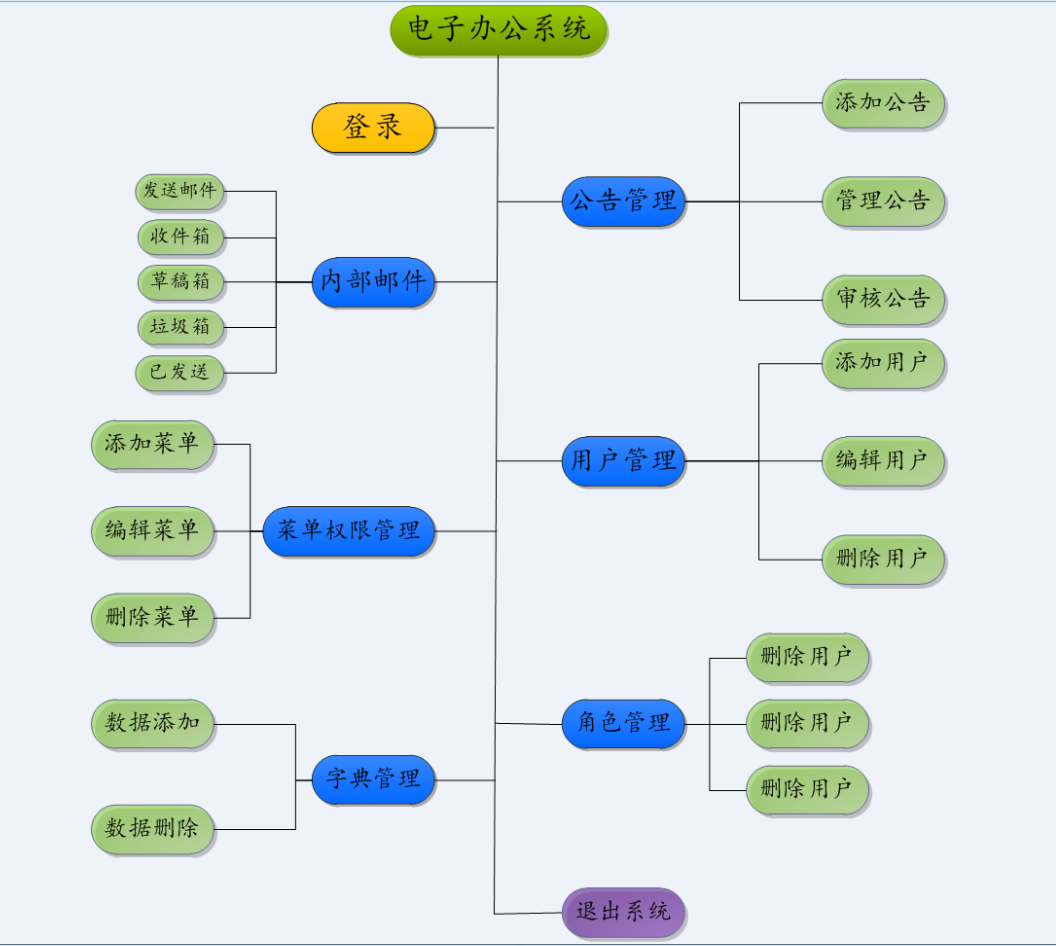 电子办公系统
登录
发送邮件
收件箱
草稿箱
垃圾箱
已发送
内部邮件
添加菜单
编辑菜单
删除菜单
菜单权限管理
数据添加
数据删除
字典管理
公告管理
添加公告
管理公告
审核公告
用户管理
添加用户
编辑用户
删除用户
角色管理
删除用户
删除用户
删除用户
退出系统